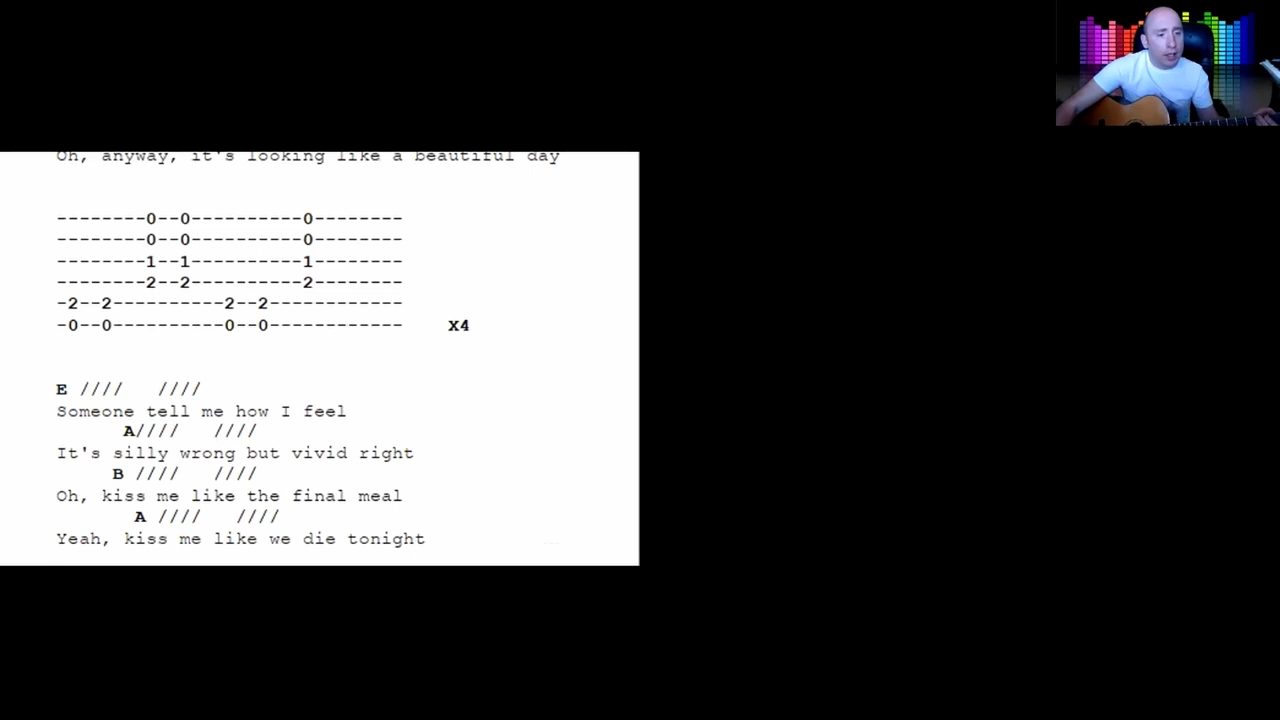 Oh, anyway, it's looking like a beautiful day
--------0--0----------0--------
--------0--0----------0--------
--------1--1----------1--------
--------2--2----------2--------
-2--2----------2--2------------
-0--0----------0--0------------ X4
E //// ////
Someone tell me how I feel
A//// ////
It's silly wrong but vivid right
B //// ////
Oh, kiss me like the final meal
A //// ////
Yeah, kiss me like we die tonight